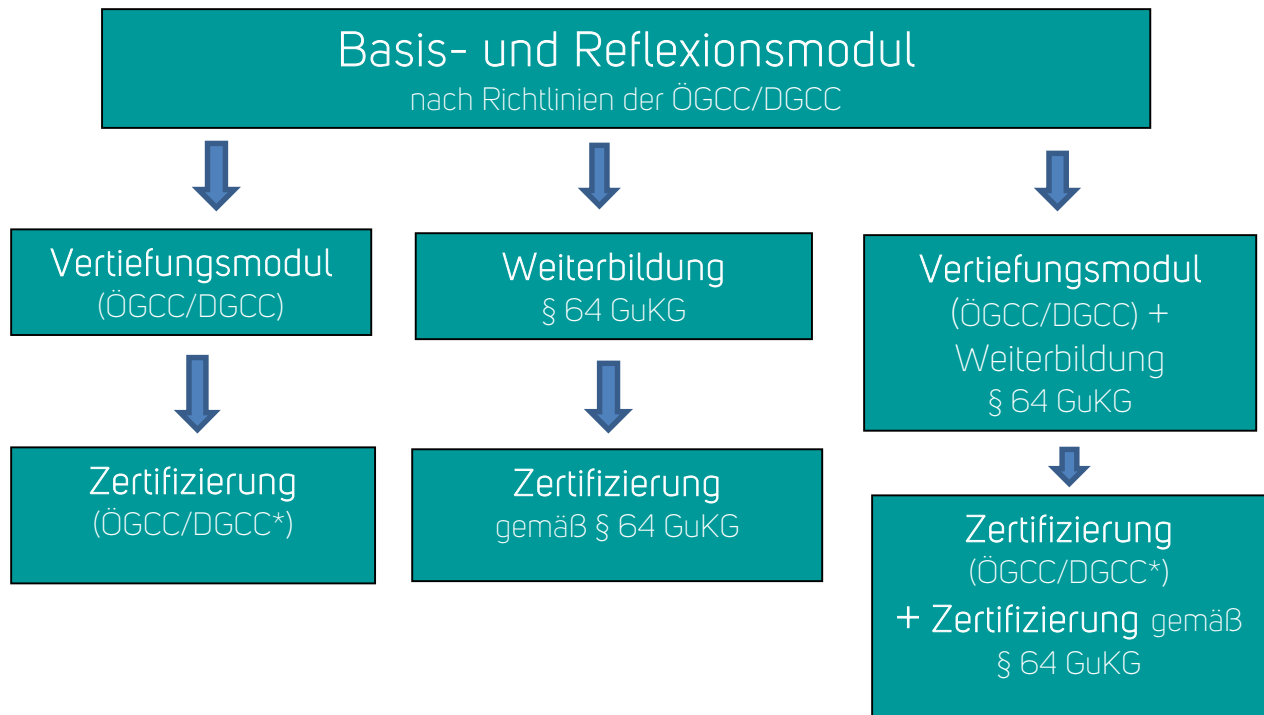 Basis- und Reflexionsmodul
nach Richtlinien der ÖGCC/DGCC
Vertiefungsmodul
(ÖGCC/DGCC)
Zertifizierung
(ÖGCC/DGCC*)
Weiterbildung
§ 64 GuKG
Zertifizierung
gemäß § 64 GuKG
Vertiefungsmodul
(ÖGCC/DGCC) +
Weiterbildung
§ 64 GuKG
Zertifizierung
(ÖGCC/DGCC*)
+ Zertifizierung gemäß
§ 64 GuKG